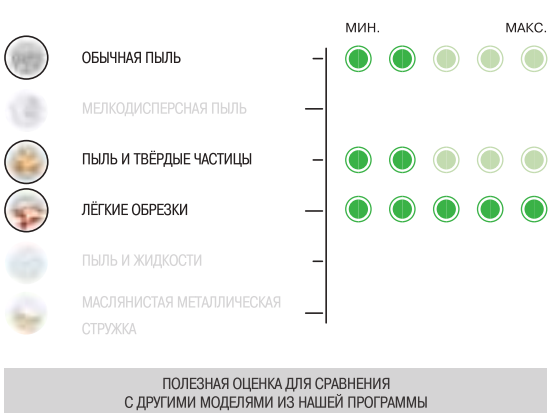 МИН. МАКС.
ОБЫЧНАЯ ПЫЛЬ
МЕЛКОДИСПЕРСНАЯ ПЫЛЬ
ПЫЛЬ И ТВЁРДЫЕ ЧАСТИЦЫ
ЛЁГКИЕ ОБРЕЗКИ
ПЫЛЬ И ЖИДКОСТИ
МАСЛЯНИСТАЯ МЕТАЛЛИЧЕСКАЯ
СТРУЖКА
ПОЛЕЗНАЯ ОЦЕНКА ДЛЯ СРАВНЕНИЯ
С ДРУГИМИ МОДЕЛЯМИ ИЗ НАШЕЙ ПРОГРАММЫ